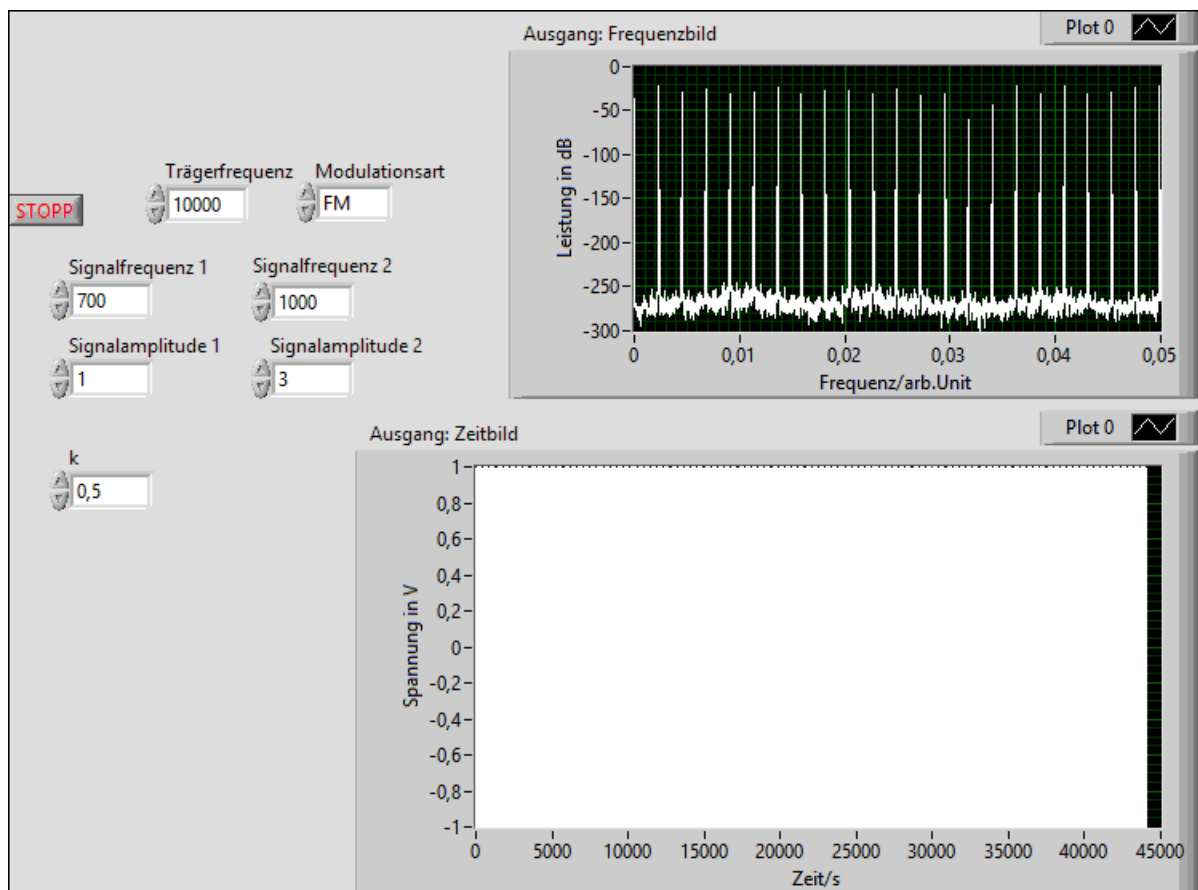 Ausgang: Frequenzbild
Plot 0
0
-50
-100
-150
-200
-250
-300
Leistung in dB
0
0,01
0,02
0,03
0,04
0,05
Frequenz/arb.Unit
Trägerfrequenz
Modulationsart
STOPP
10000
FM
Signalfrequenz 1
Signalfrequenz 2
700
1000
Signalamplitude 1
Signalamplitude 2
1
3
k
0,5
Ausgang: Zeitbild
Plot 0
1
0,8
0,6
0,4
0,2
0
-0,2
-0,4
-0,6
-0,8
-1
Spannung in V
0
5000
10000
15000
20000
25000
30000
35000
40000
45000
Zeit/s